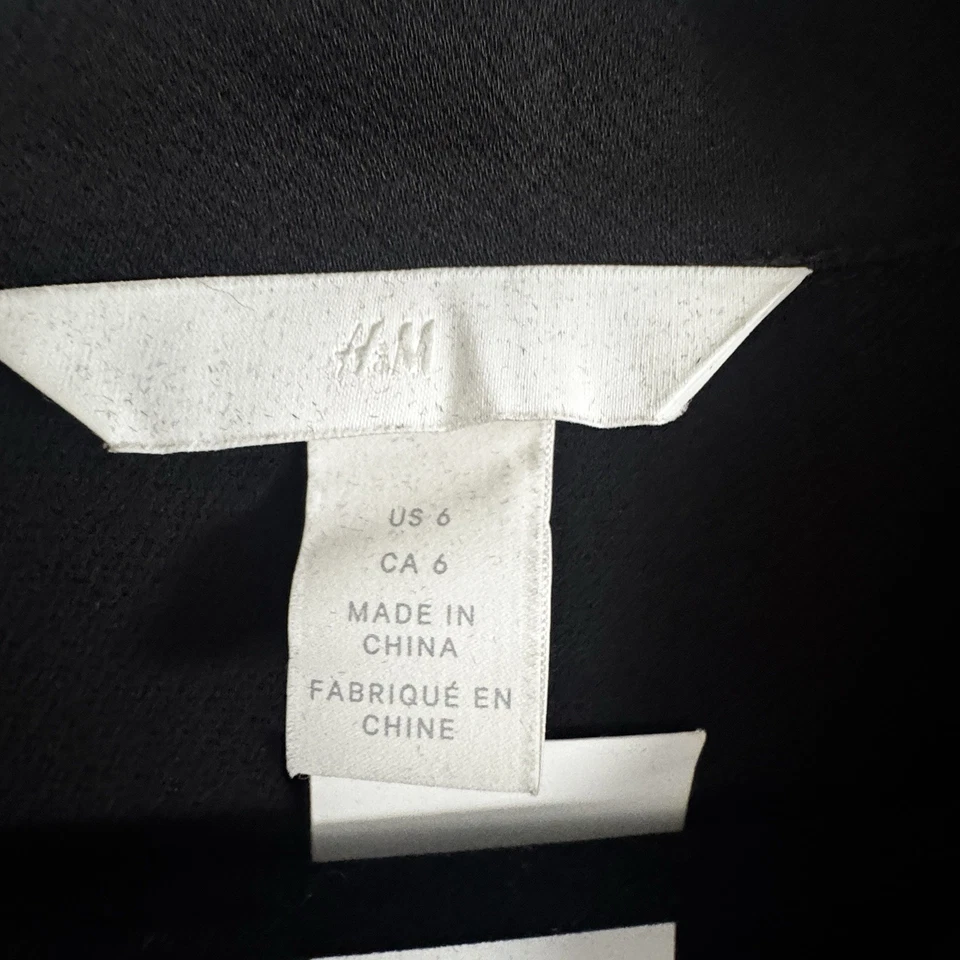 H&M
US 6
CA 6
MADE IN
CHINA
FABRIQUÉ EN
CHINE